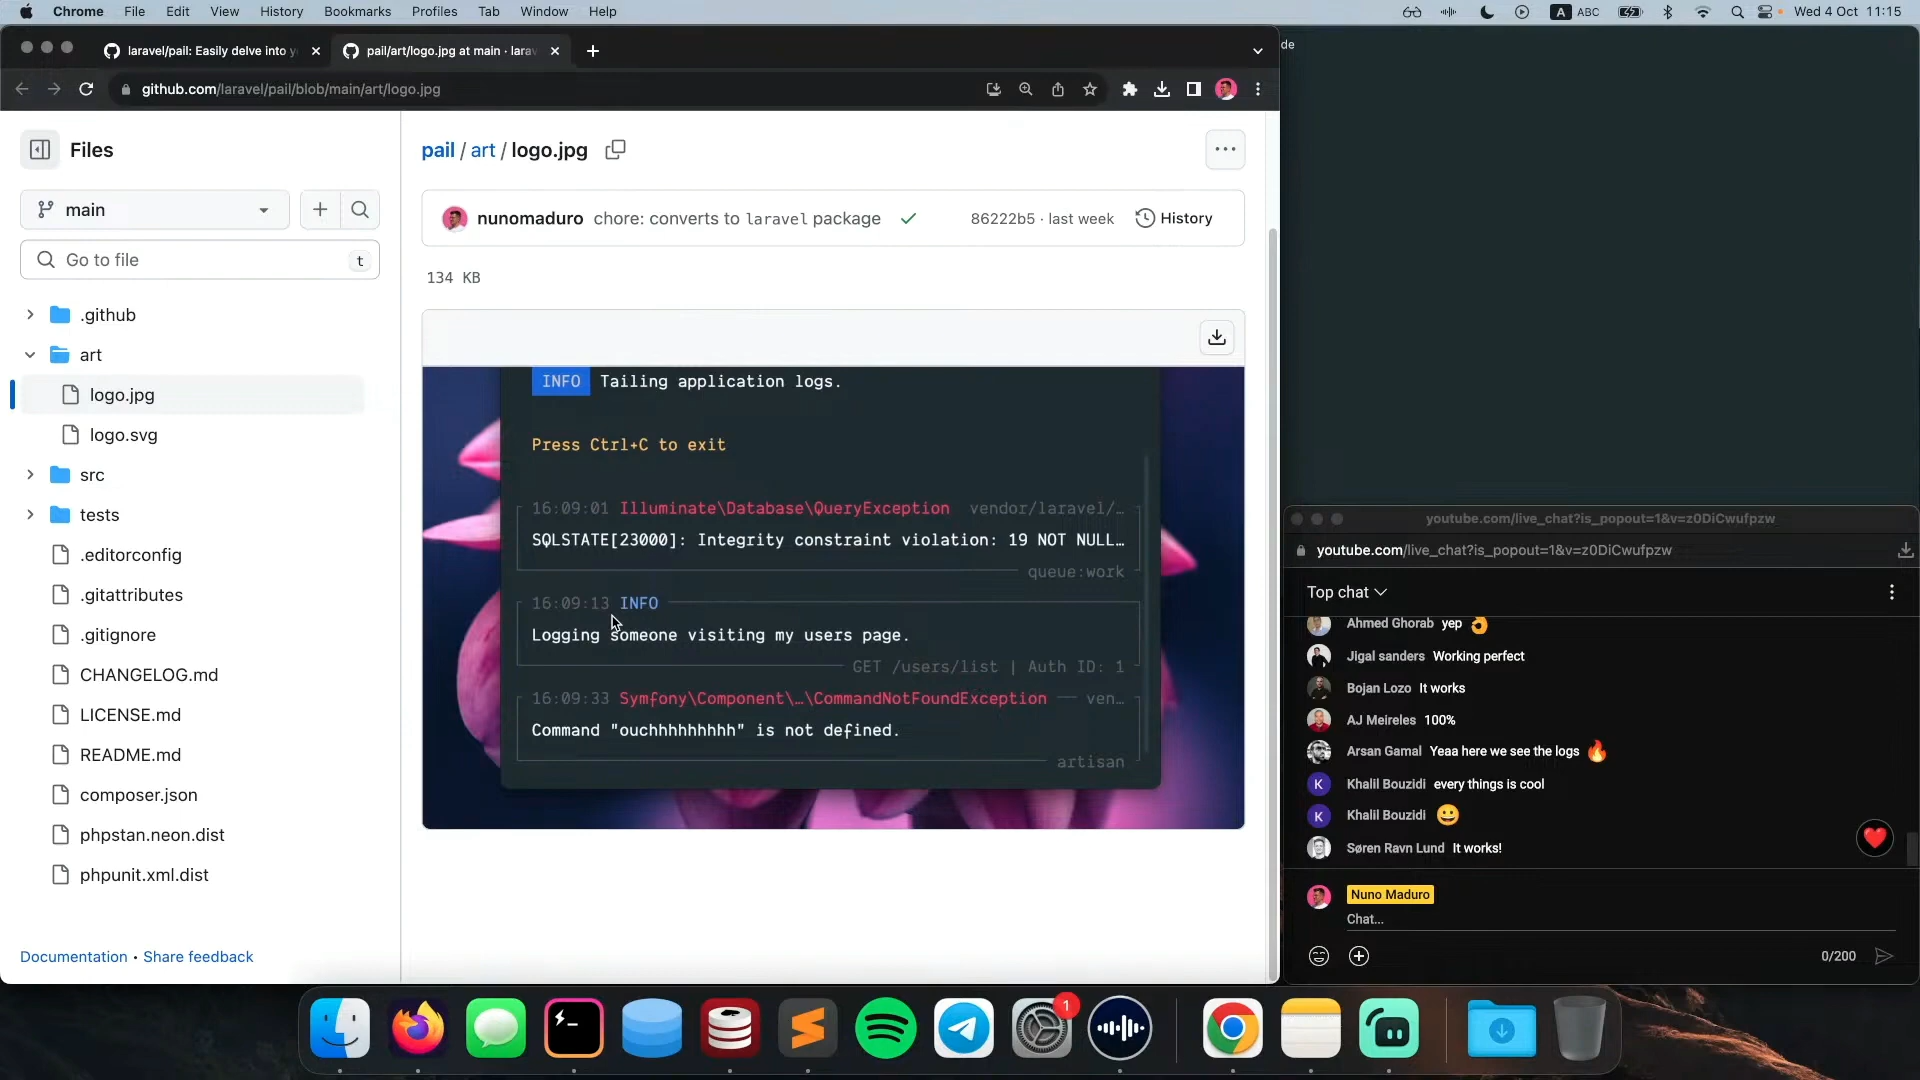 Chrome File Edit View History Bookmarks Profiles Tab Window Help
A ABC
Wed 4 Oct 11:15
laravel/pail: Easily delve into y
pail/art/logo.jpg at main · larav
de
github.com/laravel/pail/blob/main/art/logo.jpg
Files
main
Go to file
t
.github
art
logo.jpg
logo.svg
src
tests
.editorconfig
.gitattributes
.gitignore
CHANGELOG.md
LICENSE.md
README.md
composer.json
phpstan.neon.dist
phpunit.xml.dist
Documentation • Share feedback
pail / art / logo.jpg
nunomaduro chore: converts to laravel package
86222b5 · last week
History
134 KB
INFO Tailing application logs.
Press Ctrl+C to exit
16:09:01 Illuminate\Database\QueryException vendor/laravel/…
SQLSTATE[23000]: Integrity constraint violation: 19 NOT NULL…
queue:work
16:09:13 INFO
Logging someone visiting my users page.
GET /users/list | Auth ID: 1
16:09:33 Symfony\Component\…\CommandNotFoundException ven…
Command "ouchhhhhhhhh" is not defined.
artisan
youtube.com/live_chat?is_popout=1&v=z0DiCwufpzw
youtube.com/live_chat?is_popout=1&v=z0DiCwufpzw
Top chat
Ahmed Ghorab yep 👌
Jigal sanders Working perfect
Bojan Lozo It works
AJ Meireles 100%
Arsan Gamal Yeaa here we see the logs 🔥
K Khalil Bouzidi every things is cool
K Khalil Bouzidi 😀
Søren Ravn Lund It works!
Nuno Maduro
Chat...
0/200
1